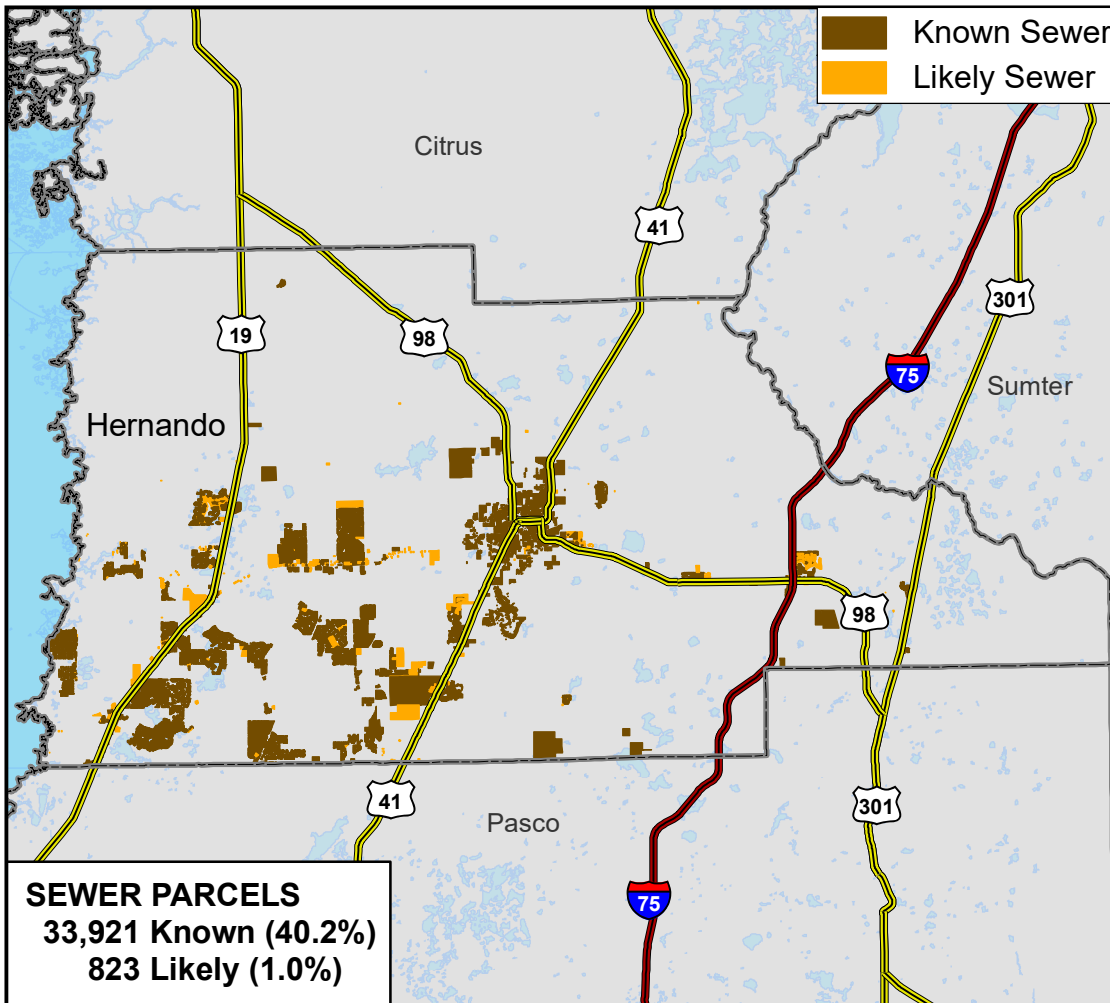 Known Sewer
Likely Sewer
Citrus
41
301
19
98
75
Sumter
Hernando
98
41
301
Pasco
75
SEWER PARCELS
33,921 Known (40.2%)
823 Likely (1.0%)